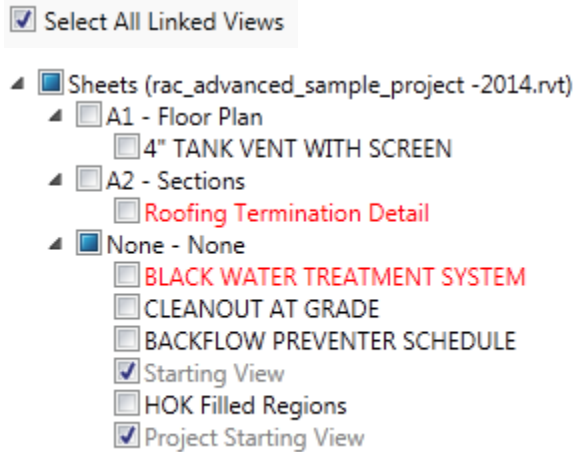 Select All Linked Views
Sheets (rac_advanced_sample_project -2014.rvt)
A1 - Floor Plan
4" TANK VENT WITH SCREEN
A2 - Sections
Roofing Termination Detail
None - None
BLACK WATER TREATMENT SYSTEM
CLEANOUT AT GRADE
BACKFLOW PREVENTER SCHEDULE
Starting View
HOK Filled Regions
Project Starting View